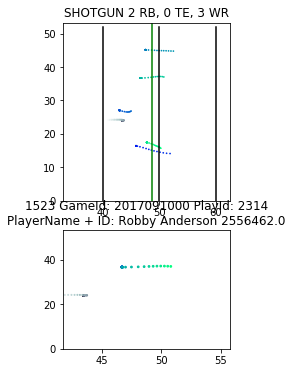 SHOTGUN 2 RB, 0 TE, 3 WR
50
40
30
20
10
0
40 50 60
1523 GameId: 2017091000 PlayId: 2314
PlayerName + ID: Robby Anderson 2556462.0
40
20
0
45 50 55